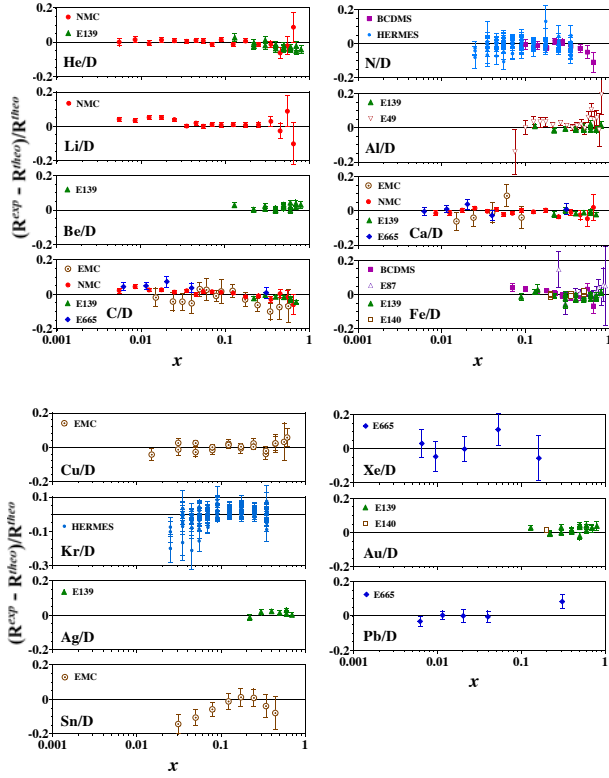 0.2
NMC
E139
0
He/D
-0.2
0.2
NMC
0
Li/D
-0.2
0.2
E139
0
Be/D
-0.2
0.2
EMC
NMC
0
E139
E665
C/D
-0.2
0.001
0.01
0.1
1
x
(R^exp – R^theo)/R^theo
0.2
BCDMS
HERMES
0
N/D
-0.2
0.2
E139
E49
0
Al/D
-0.2
0.2
EMC
NMC
0
E139
E665
Ca/D
-0.2
0.2
BCDMS
E87
0
E139
E140
Fe/D
-0.2
0.001
0.01
0.1
1
x
0.2
EMC
0
Cu/D
-0.2
0.1
HERMES
-0.1
Kr/D
-0.3
0.2
E139
0
Ag/D
-0.2
0.2
EMC
0
Sn/D
-0.2
0.001
0.01
0.1
1
x
(R^exp – R^theo)/R^theo
0.2
E665
0
Xe/D
-0.2
0.2
E139
E140
0
Au/D
-0.2
0.2
E665
0
Pb/D
-0.2
0.001
0.01
0.1
1
x